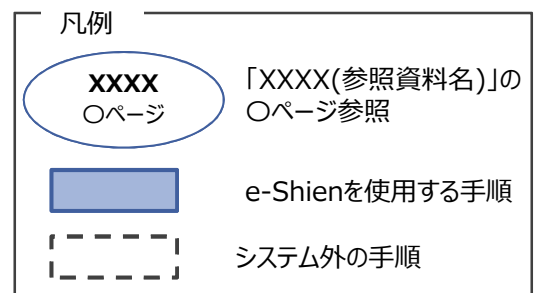 凡例
XXXX
〇ページ
「XXXX(参照資料名)」の
〇ページ参照
e-Shienを使用する手順
システム外の手順